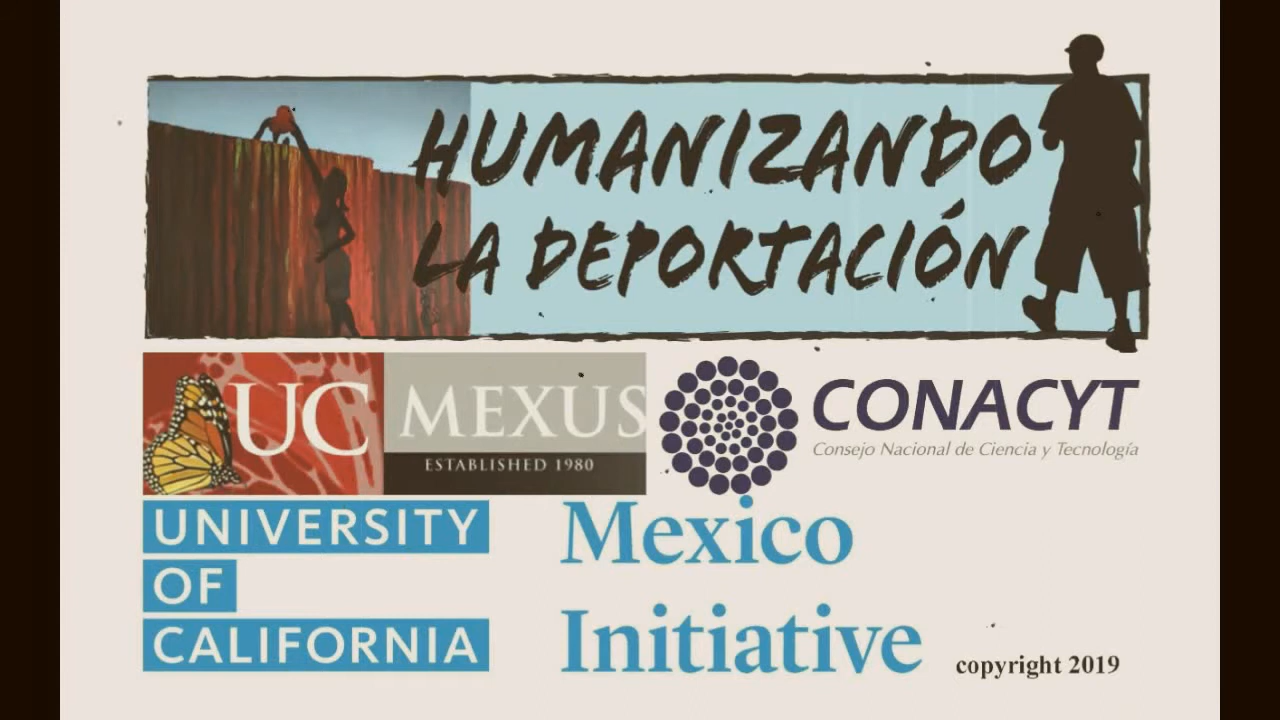 HUMANIZANDO
LA DEPORTACIÓN
UC MEXUS
ESTABLISHED 1980
CONACYT
Consejo Nacional de Ciencia y Tecnología
UNIVERSITY
OF
CALIFORNIA
Mexico
Initiative
copyright 2019